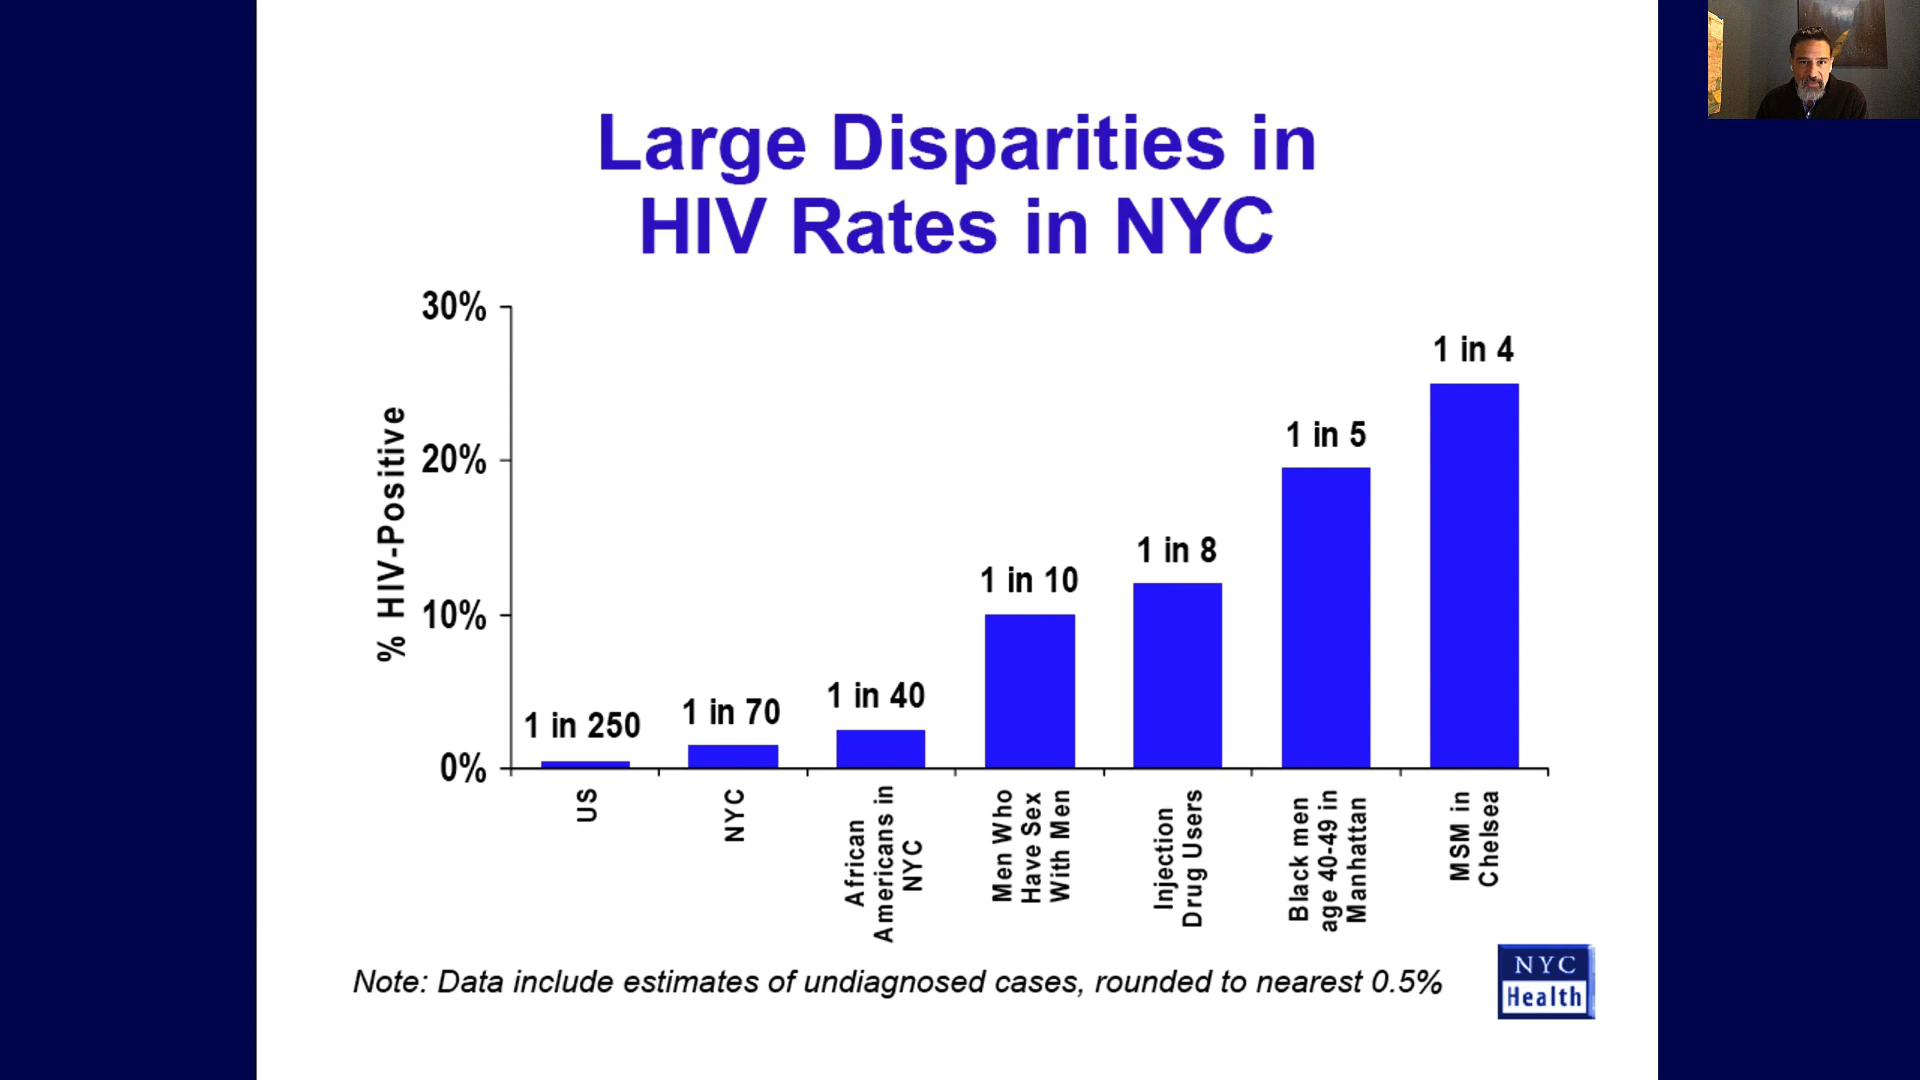 Large Disparities in
HIV Rates in NYC
% HIV-Positive
30%
20%
10%
0%
1 in 250
1 in 70
1 in 40
1 in 10
1 in 8
1 in 5
1 in 4
US
NYC
African
Americans in
NYC
Men Who
Have Sex
With Men
Injection
Drug Users
Black men
age 40-49 in
Manhattan
MSM in
Chelsea
Note: Data include estimates of undiagnosed cases, rounded to nearest 0.5%
NYC
Health